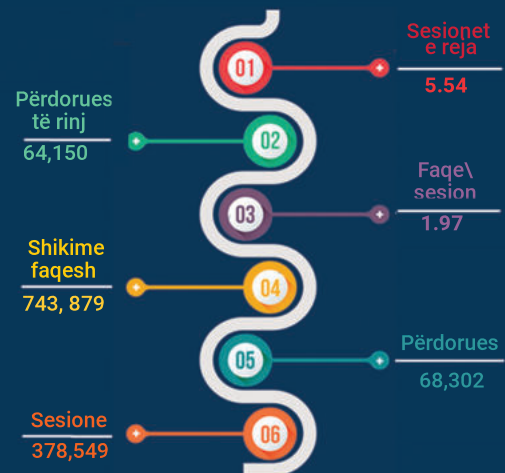 01
Sesionet
e reja
5.54
Përdorues
të rinj
64,150
02
03
Faqe\
sesion
1.97
Shikime
faqesh
743, 879
04
05
Përdorues
68,302
Sesione
378,549
06